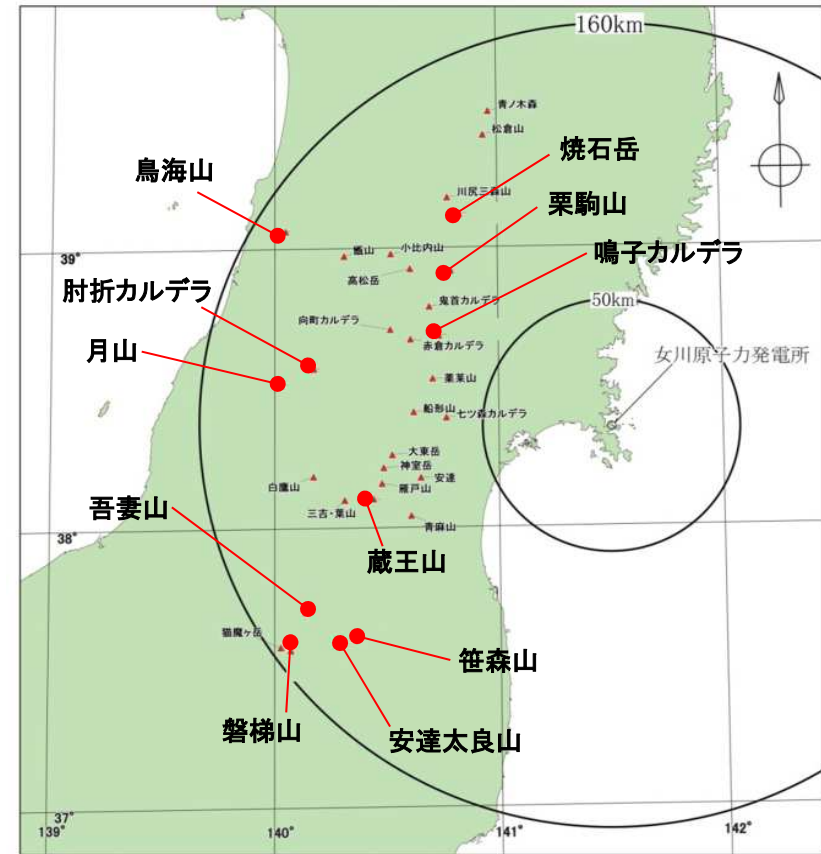 160km
青ノ木森
松倉山
焼石岳
鳥海山
川尻三森山
栗駒山
39°
甑山
小比内山
鳴子カルデラ
高松岳
肘折カルデラ
鬼首カルデラ
50km
向町カルデラ
月山
赤倉カルデラ
女川原子力発電所
薬莱山
船形山
七ツ森カルデラ
大東岳
神室岳
白鷹山
安達
雁戸山
吾妻山
三吉・葉山
青麻山
38°
蔵王山
猫魔ヶ岳
笹森山
磐梯山
安達太良山
37°
139°
140°
141°
142°